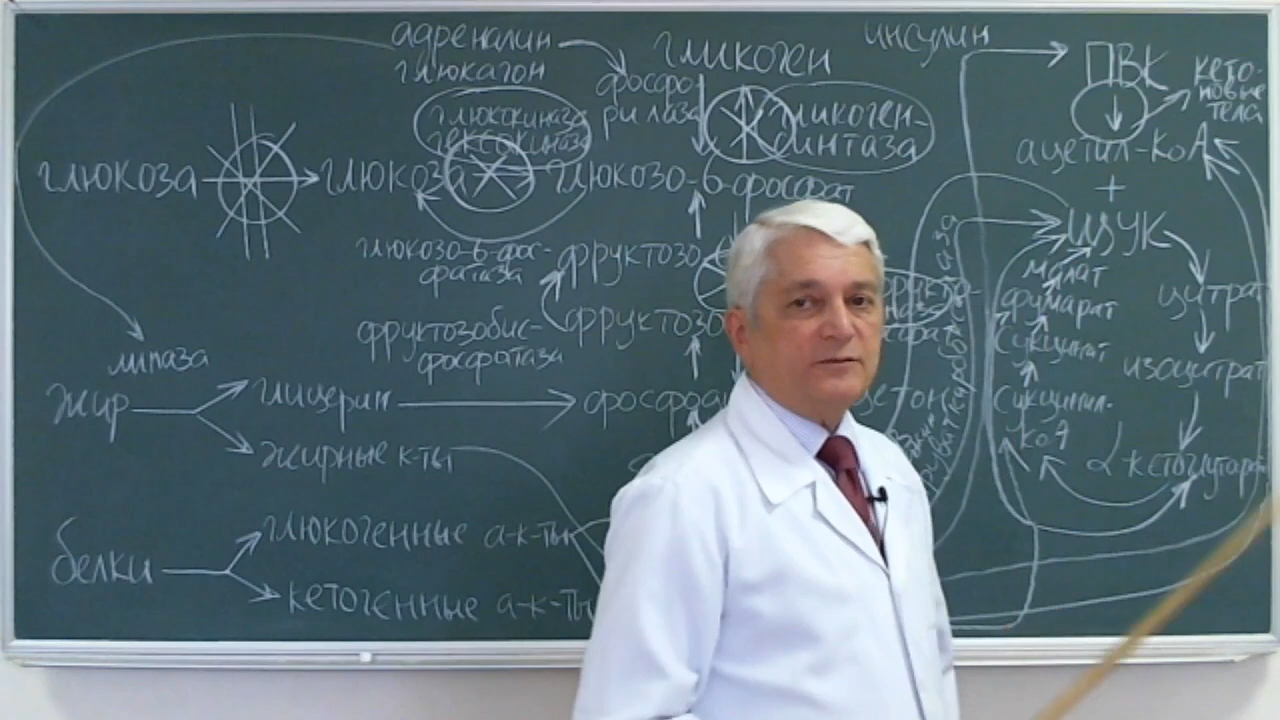 адреналин
глюкагон
фосфо-
рилаза
гликоген
инсулин
ПВК
кето-
новые
тела
глюкокиназа
гексокиназа
гликоген-
синтаза
ацетил-КоА
+
глюкоза
глюкоза
глюкозо-6-фосфат
ЩУК
глюкозо-6-фос-
фатаза
фруктозо
малат
фумарат
цитрат
фруктозобис-
фосфатаза
фруктозо
сукцинат
изоцитрат
липаза
жир
глицерин
сукцинил-
КоА
жирные к-ты
α-кетоглутарат
глюкогенные а-к-ты
белки
кетогенные а-к-ты